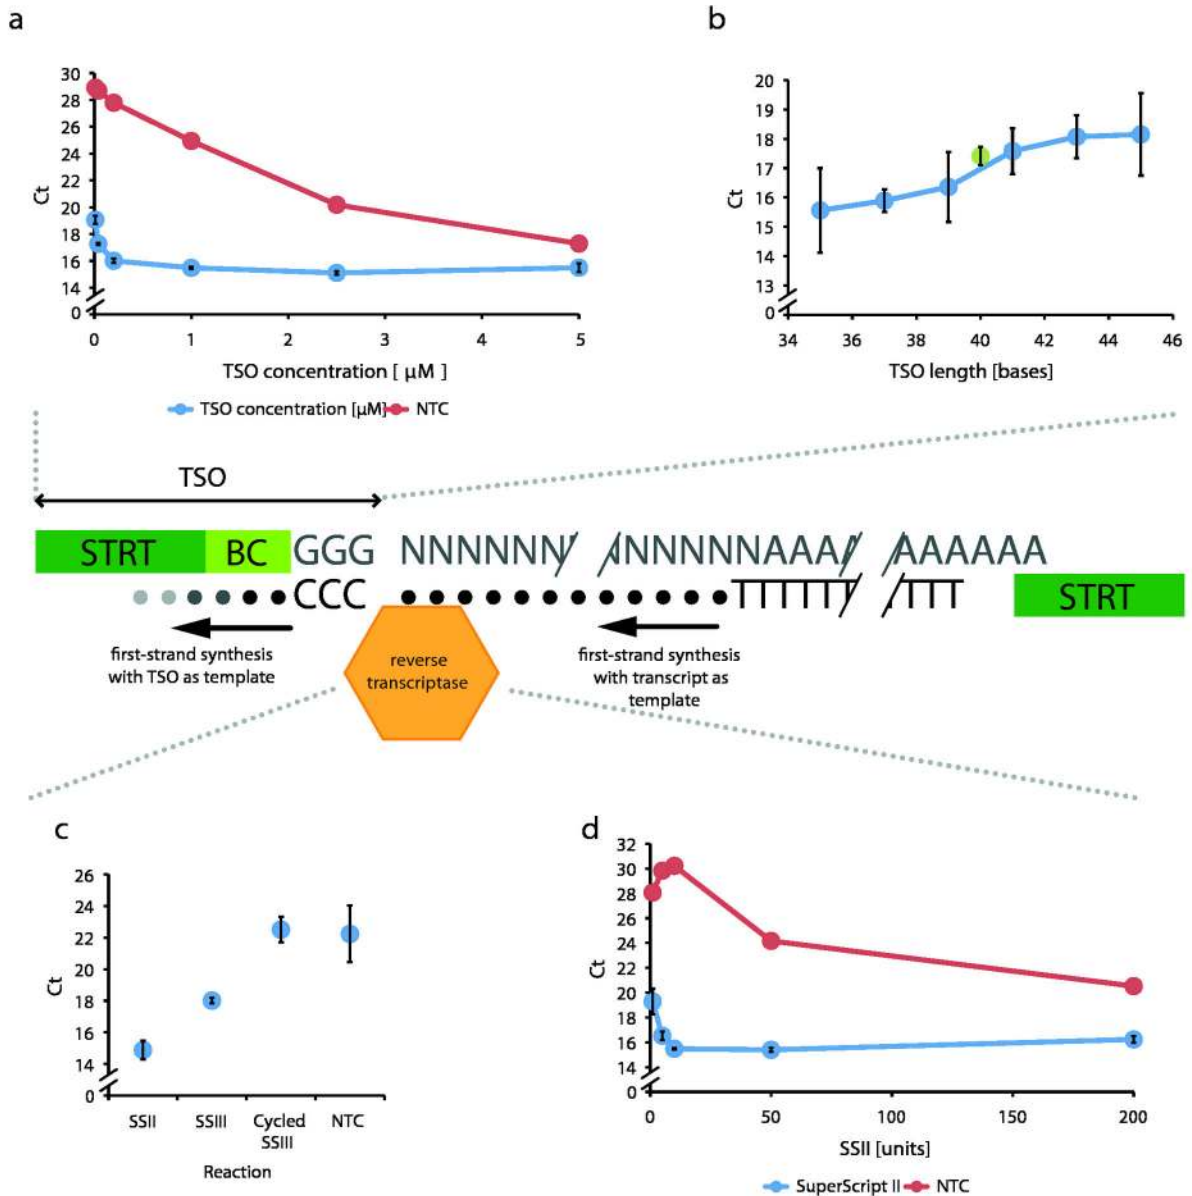 a
30
28
26
24
22
20
18
16
14
0
Ct
0 1 2 3 4 5
TSO concentration [ μM ]
TSO concentration [μM] NTC
b
20
19
18
17
16
15
14
13
0
Ct
34 36 38 40 42 44 46
TSO length [bases]
TSO
STRT BC GGG NNNNNNN NNNNNNAAAA AAAAAA
CCC TTTTTT TTTT STRT
first-strand synthesis
with TSO as template
reverse
transcriptase
first-strand synthesis
with transcript as
template
c
26
24
22
20
18
16
14
0
Ct
SSII SSIII Cycled
SSIII NTC
Reaction
d
32
30
28
26
24
22
20
18
16
14
0
Ct
0 50 100 150 200
SSII [units]
SuperScript II NTC